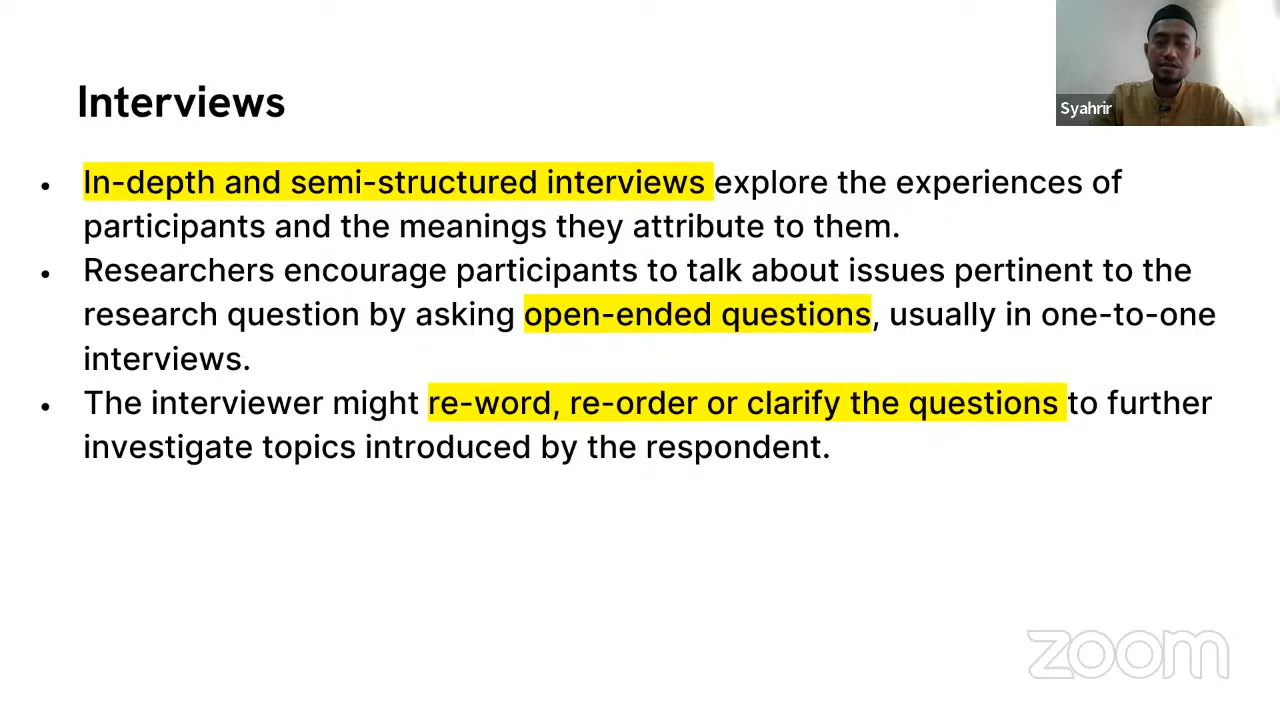 Interviews
Syahrir
• In-depth and semi-structured interviews explore the experiences of
participants and the meanings they attribute to them.
• Researchers encourage participants to talk about issues pertinent to the
research question by asking open-ended questions, usually in one-to-one
interviews.
• The interviewer might re-word, re-order or clarify the questions to further
investigate topics introduced by the respondent.
zoom